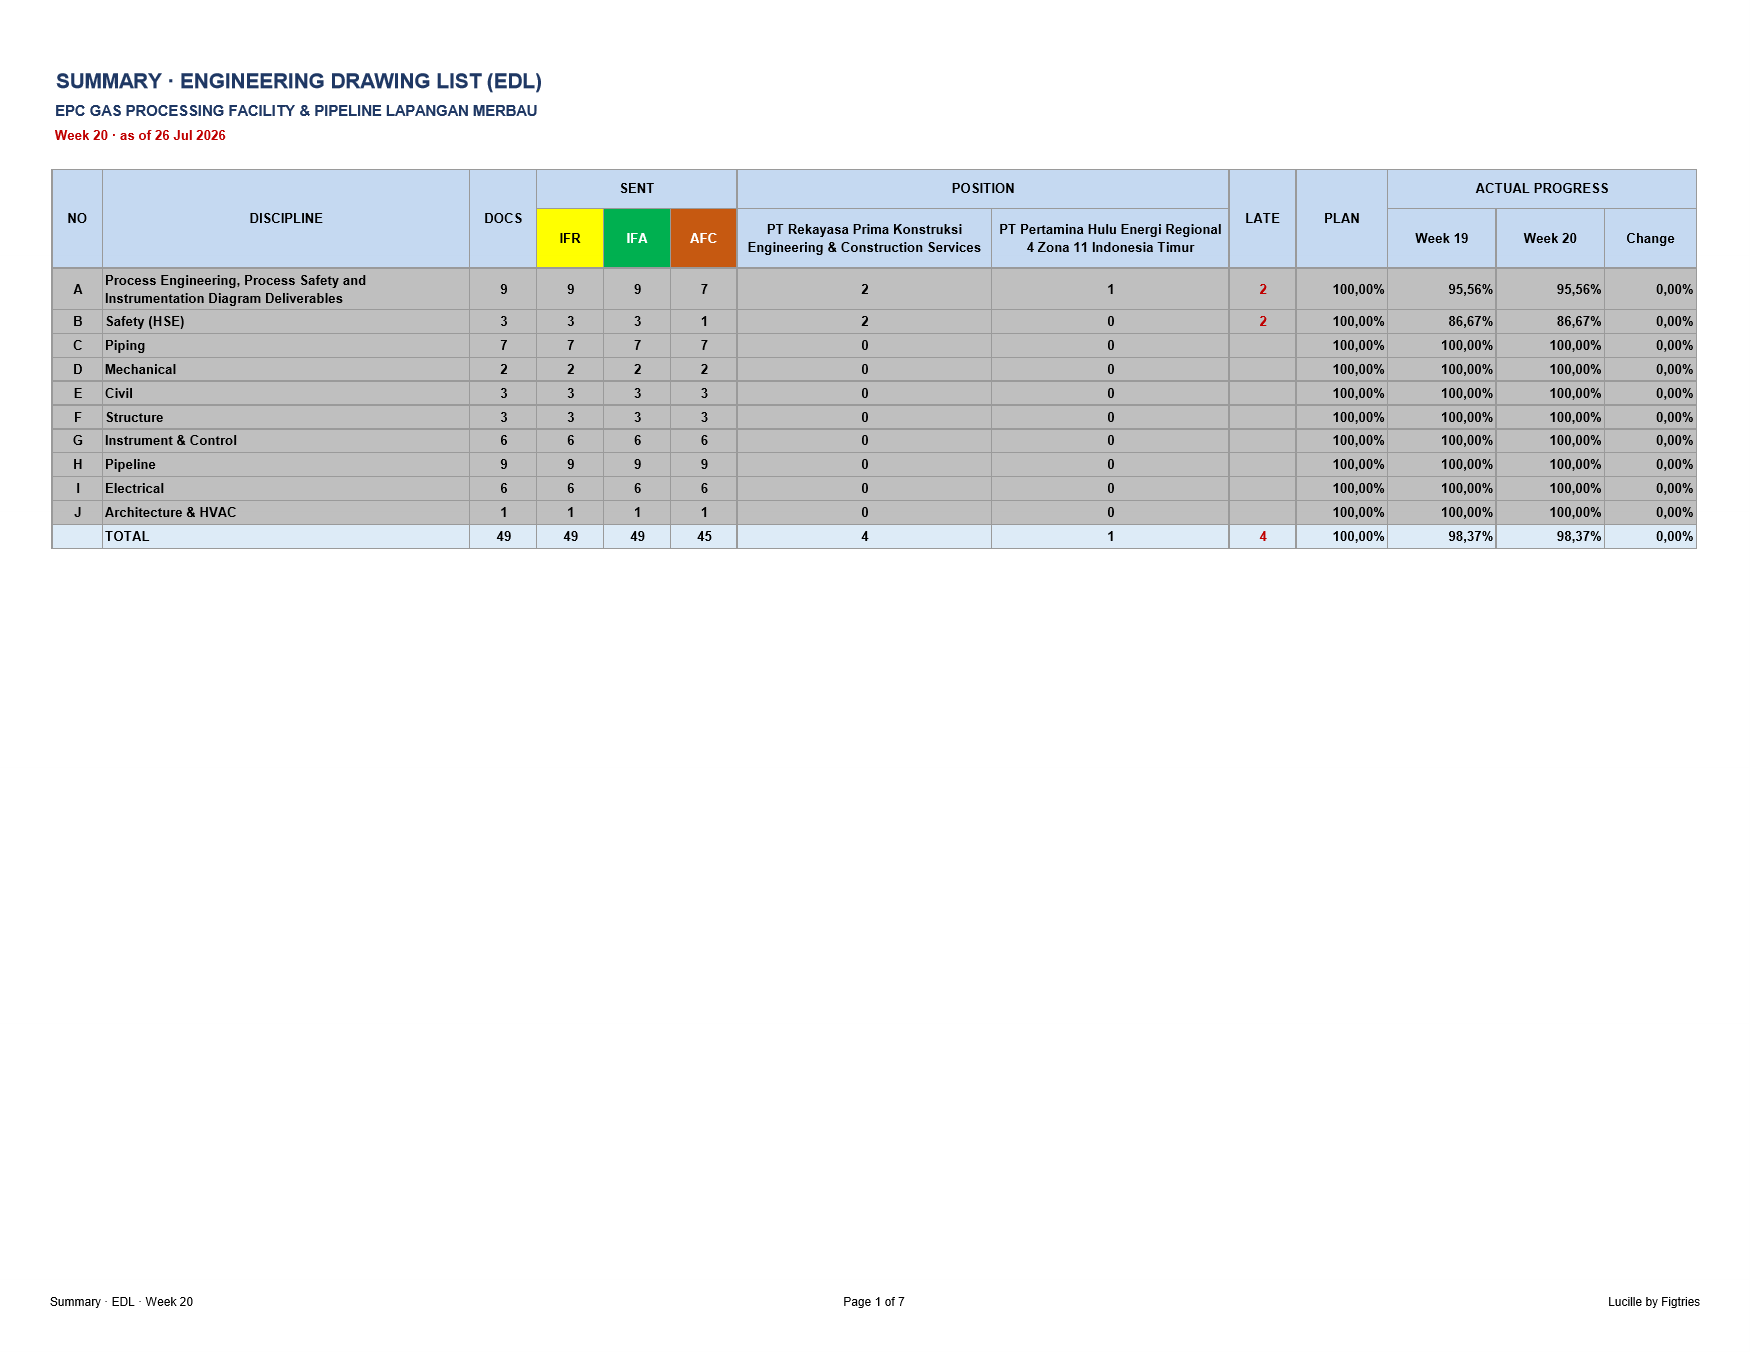 SUMMARY · ENGINEERING DRAWING LIST (EDL)
EPC GAS PROCESSING FACILITY & PIPELINE LAPANGAN MERBAU
Week 20 · as of 26 Jul 2026
NO DISCIPLINE DOCS SENT POSITION LATE PLAN ACTUAL PROGRESS
IFR IFA AFC PT Rekayasa Prima Konstruksi PT Pertamina Hulu Energi Regional Week 19 Week 20 Change
Engineering & Construction Services 4 Zona 11 Indonesia Timur
A Process Engineering, Process Safety and 9 9 9 7 2 1 2 100,00% 95,56% 95,56% 0,00%
Instrumentation Diagram Deliverables
B Safety (HSE) 3 3 3 1 2 0 2 100,00% 86,67% 86,67% 0,00%
C Piping 7 7 7 7 0 0 100,00% 100,00% 100,00% 0,00%
D Mechanical 2 2 2 2 0 0 100,00% 100,00% 100,00% 0,00%
E Civil 3 3 3 3 0 0 100,00% 100,00% 100,00% 0,00%
F Structure 3 3 3 3 0 0 100,00% 100,00% 100,00% 0,00%
G Instrument & Control 6 6 6 6 0 0 100,00% 100,00% 100,00% 0,00%
H Pipeline 9 9 9 9 0 0 100,00% 100,00% 100,00% 0,00%
I Electrical 6 6 6 6 0 0 100,00% 100,00% 100,00% 0,00%
J Architecture & HVAC 1 1 1 1 0 0 100,00% 100,00% 100,00% 0,00%
TOTAL 49 49 49 45 4 1 4 100,00% 98,37% 98,37% 0,00%
Summary · EDL · Week 20 Page 1 of 7 Lucille by Figtries